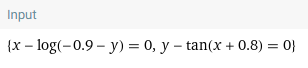 Input
{x − log(−0.9 − y) = 0, y − tan(x + 0.8) = 0}